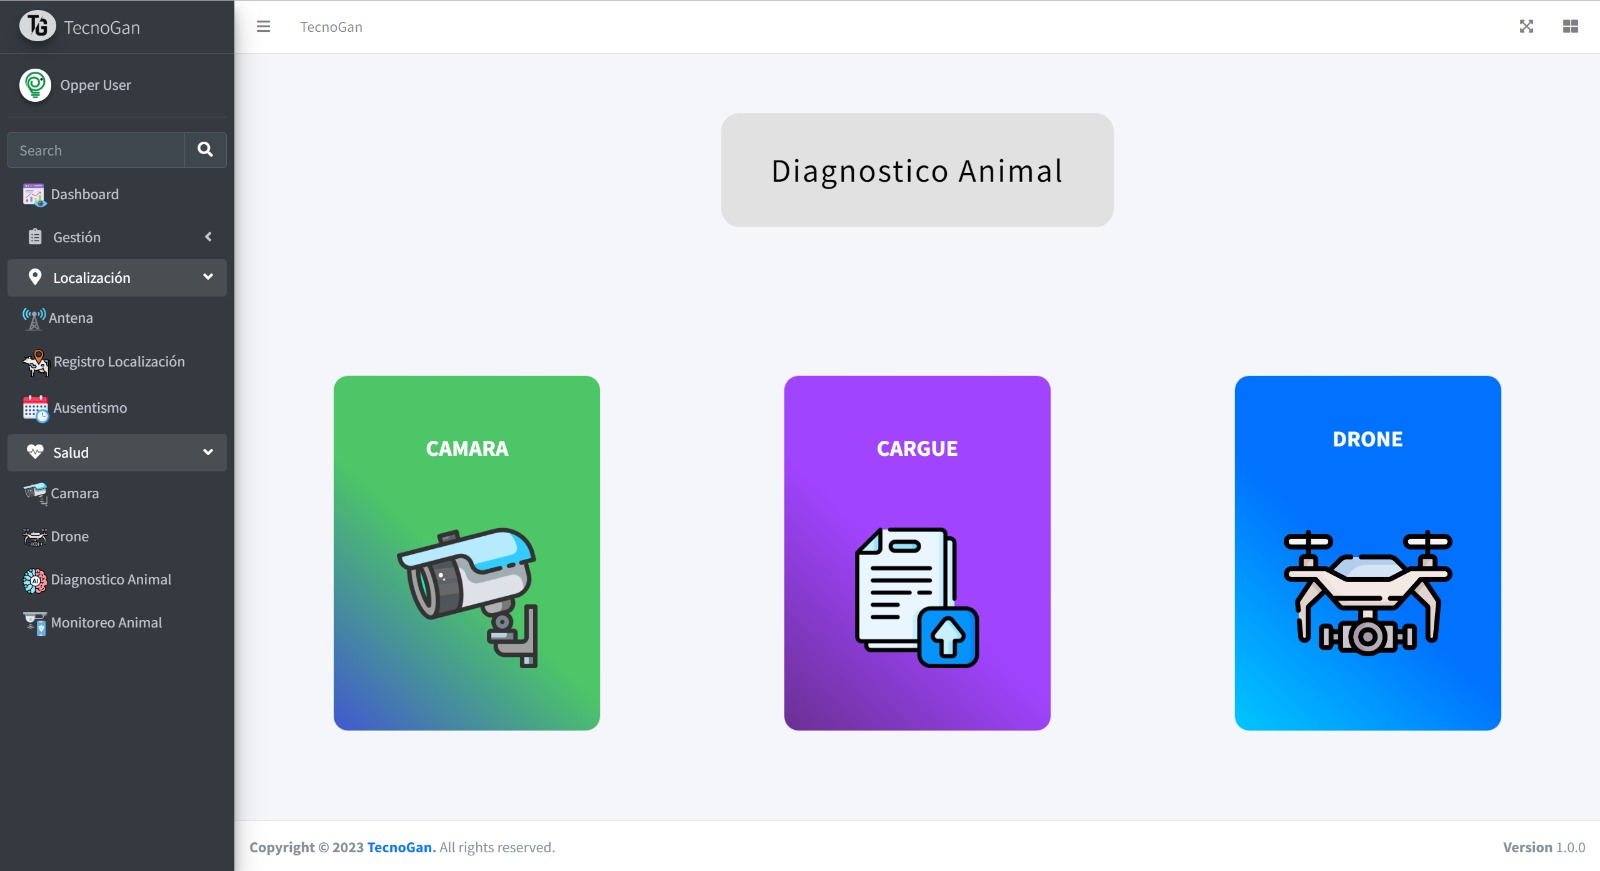 TG TecnoGan
TecnoGan
Opper User
Search
Dashboard
Gestión
Localización
Antena
Registro Localización
Ausentismo
Salud
Camara
Drone
Diagnostico Animal
Monitoreo Animal
Diagnostico Animal
CAMARA
CARGUE
DRONE
Copyright © 2023 TecnoGan. All rights reserved.
Version 1.0.0